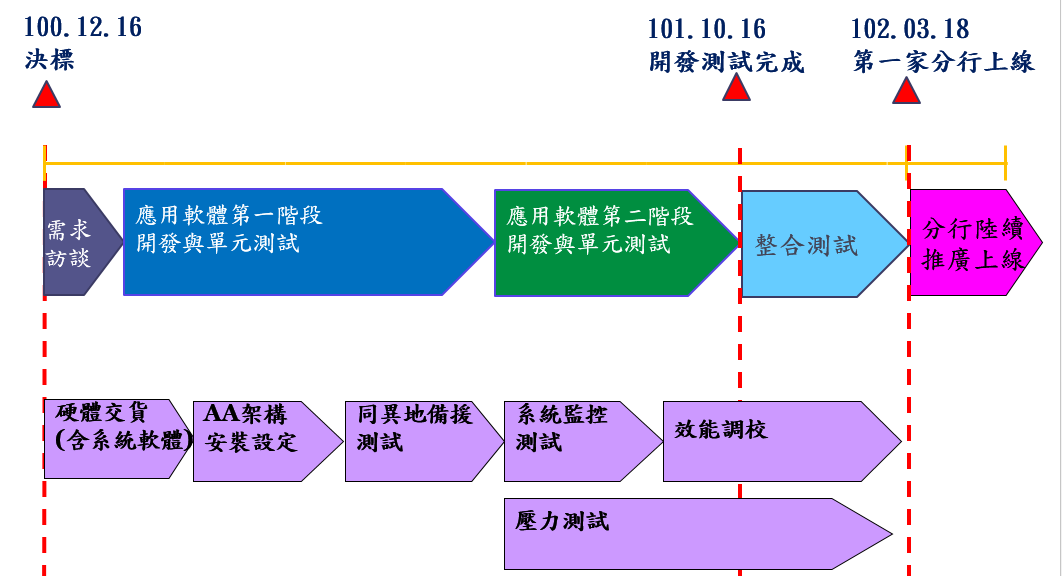 100.12.16
決標
101.10.16
開發測試完成
102.03.18
第一家分行上線
需求
訪談
應用軟體第一階段
開發與單元測試
應用軟體第二階段
開發與單元測試
整合測試
分行陸續
推廣上線
硬體交貨
(含系統軟體)
AA架構
安裝設定
同異地備援
測試
系統監控
測試
效能調校
壓力測試